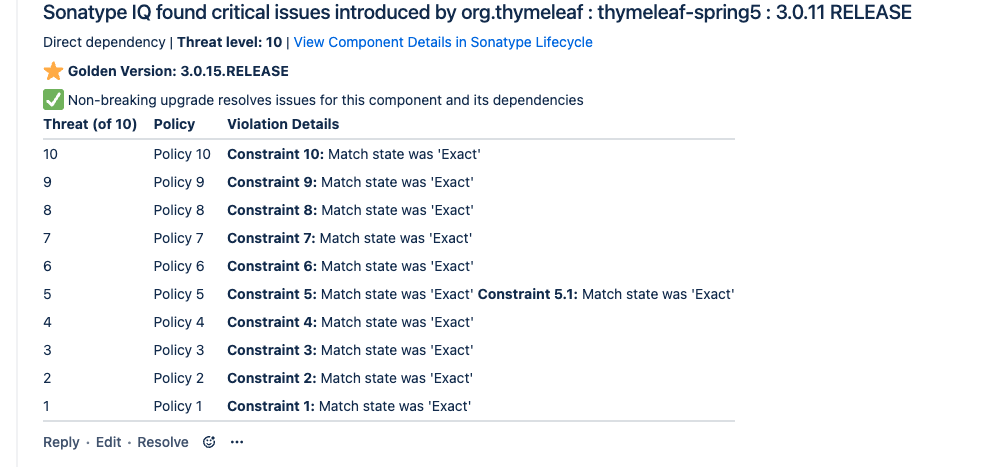 Sonatype IQ found critical issues introduced by org.thymeleaf : thymeleaf-spring5 : 3.0.11 RELEASE
Direct dependency | Threat level: 10 | View Component Details in Sonatype Lifecycle
Golden Version: 3.0.15.RELEASE
Non-breaking upgrade resolves issues for this component and its dependencies
Threat (of 10) Policy Violation Details
10 Policy 10 Constraint 10: Match state was 'Exact'
9 Policy 9 Constraint 9: Match state was 'Exact'
8 Policy 8 Constraint 8: Match state was 'Exact'
7 Policy 7 Constraint 7: Match state was 'Exact'
6 Policy 6 Constraint 6: Match state was 'Exact'
5 Policy 5 Constraint 5: Match state was 'Exact' Constraint 5.1: Match state was 'Exact'
4 Policy 4 Constraint 4: Match state was 'Exact'
3 Policy 3 Constraint 3: Match state was 'Exact'
2 Policy 2 Constraint 2: Match state was 'Exact'
1 Policy 1 Constraint 1: Match state was 'Exact'
Reply · Edit · Resolve ···